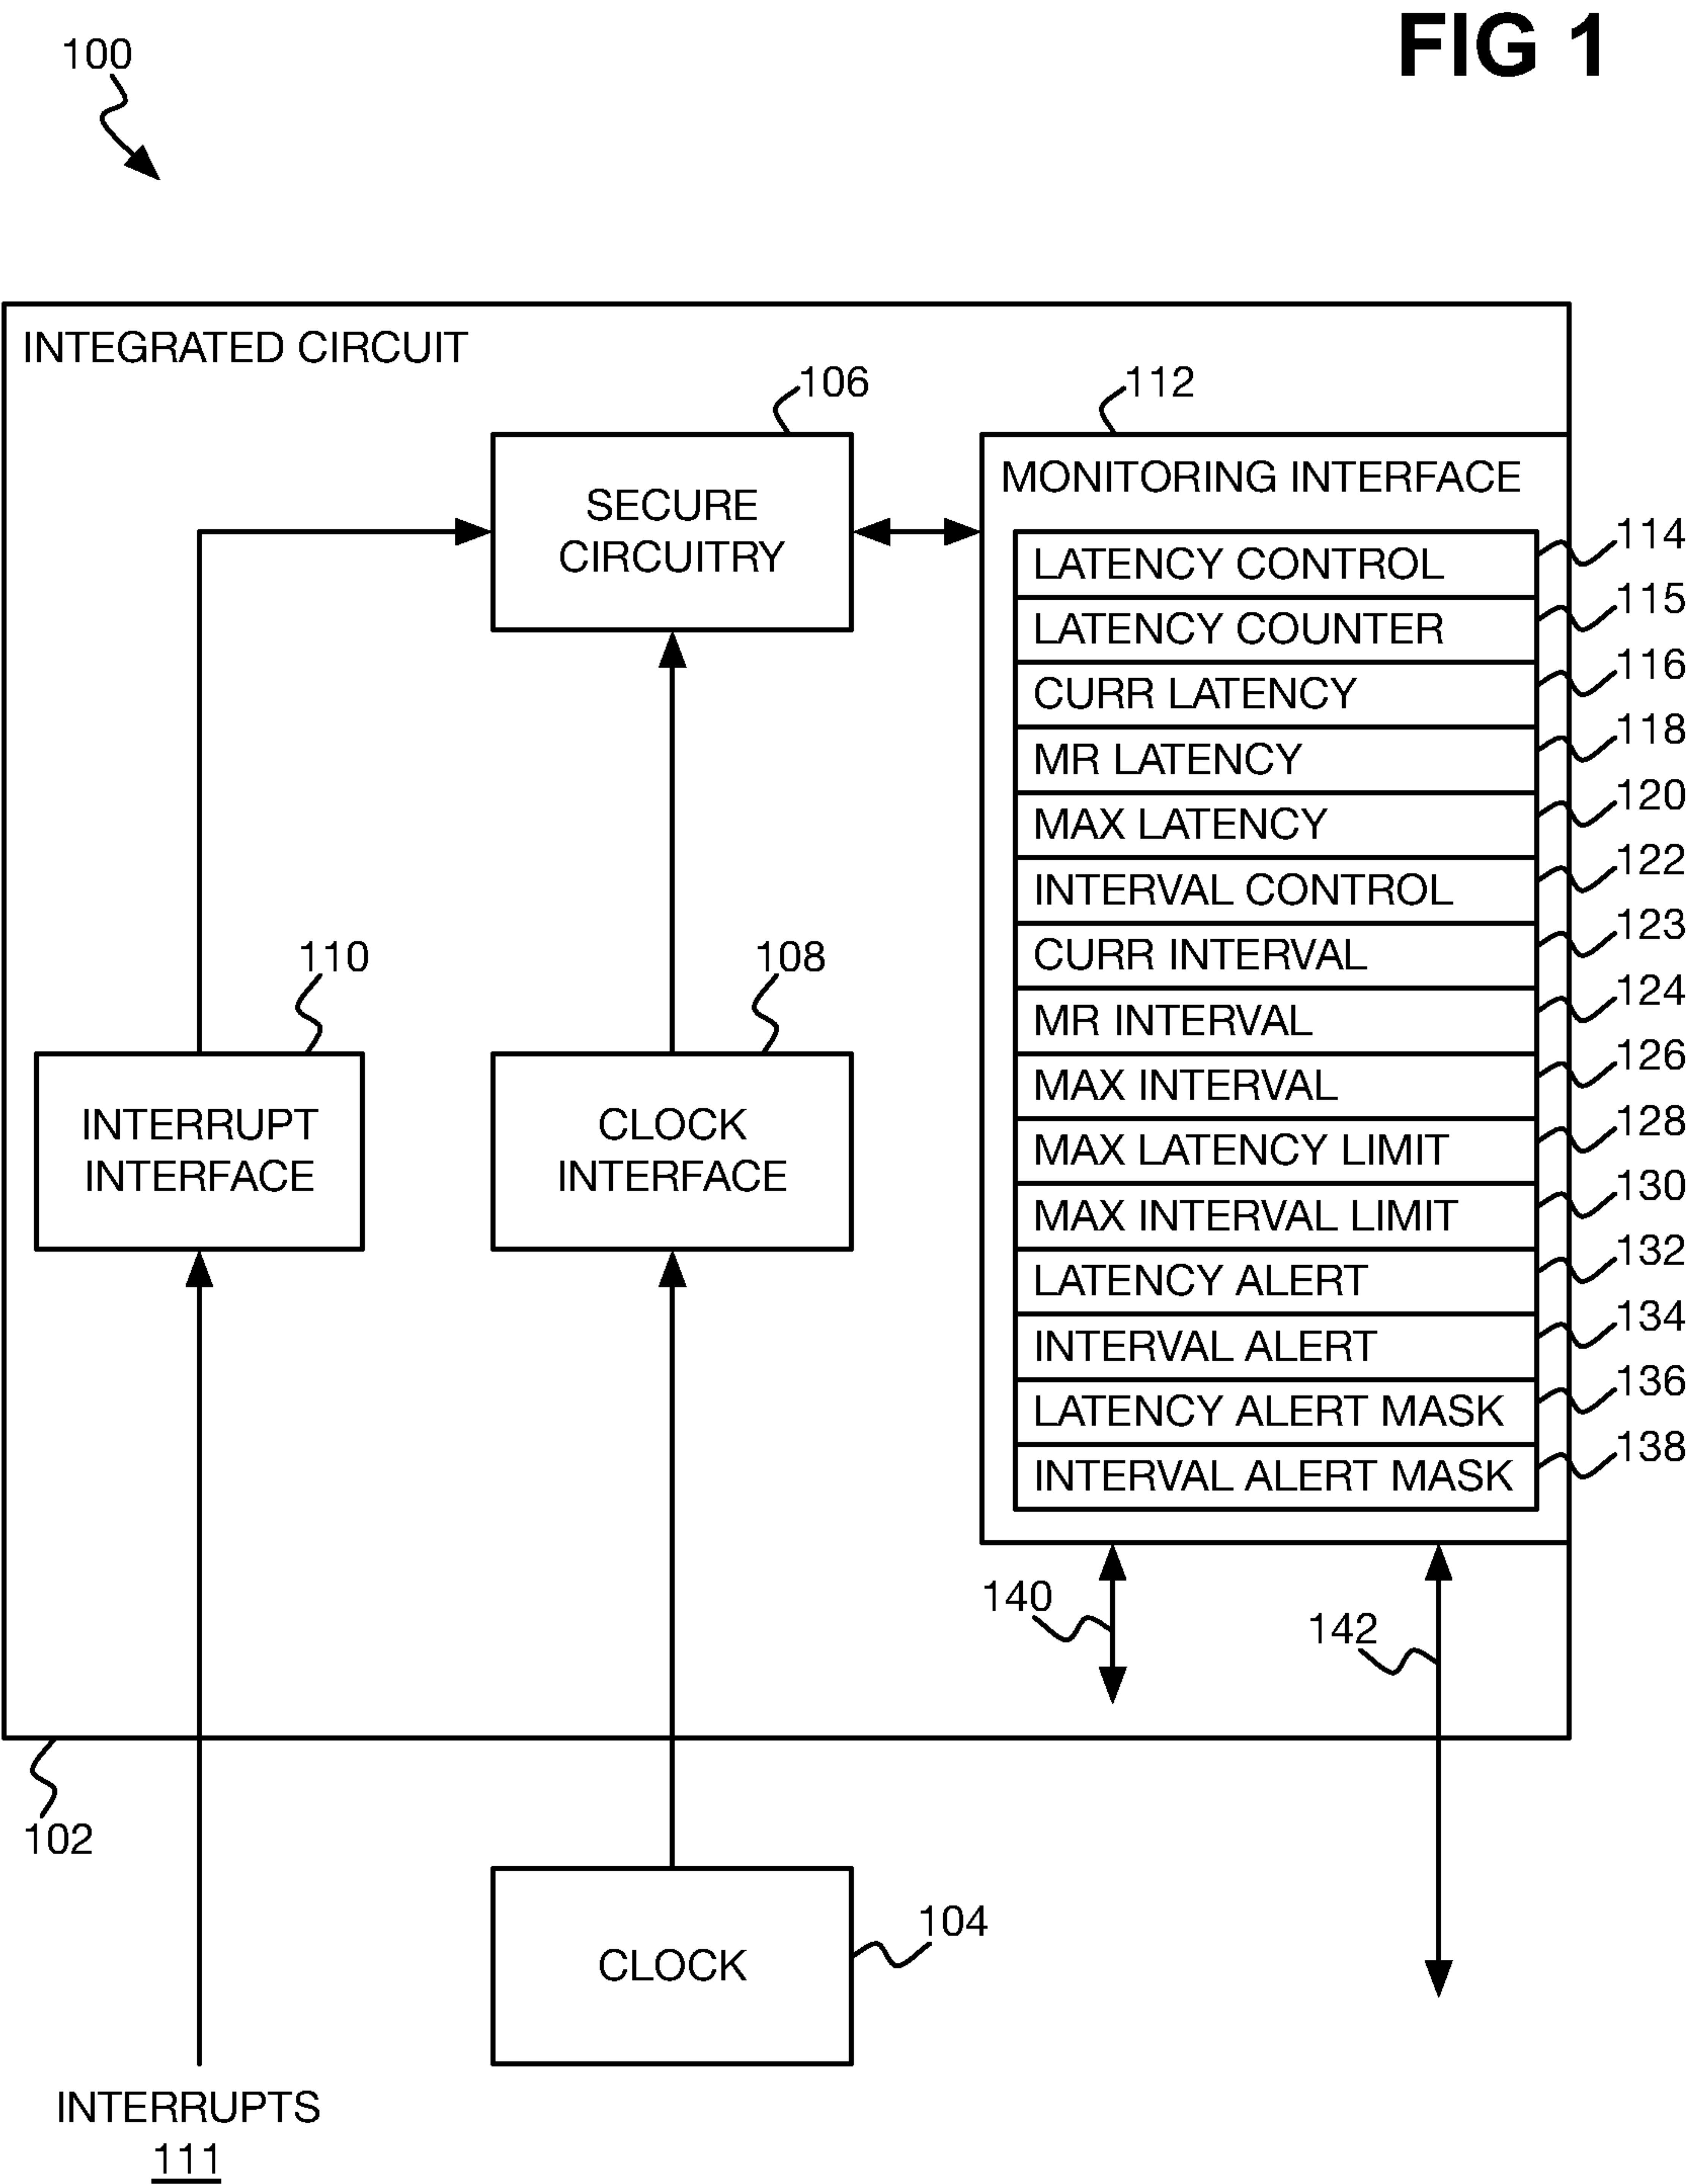 FIG 1
100
INTEGRATED CIRCUIT
106
112
SECURE
CIRCUITRY
MONITORING INTERFACE
LATENCY CONTROL
114
LATENCY COUNTER
115
CURR LATENCY
116
MR LATENCY
118
MAX LATENCY
120
INTERVAL CONTROL
122
CURR INTERVAL
123
MR INTERVAL
124
MAX INTERVAL
126
MAX LATENCY LIMIT
128
MAX INTERVAL LIMIT
130
LATENCY ALERT
132
INTERVAL ALERT
134
LATENCY ALERT MASK
136
INTERVAL ALERT MASK
138
110
108
INTERRUPT
INTERFACE
CLOCK
INTERFACE
140
142
102
104
CLOCK
INTERRUPTS
111